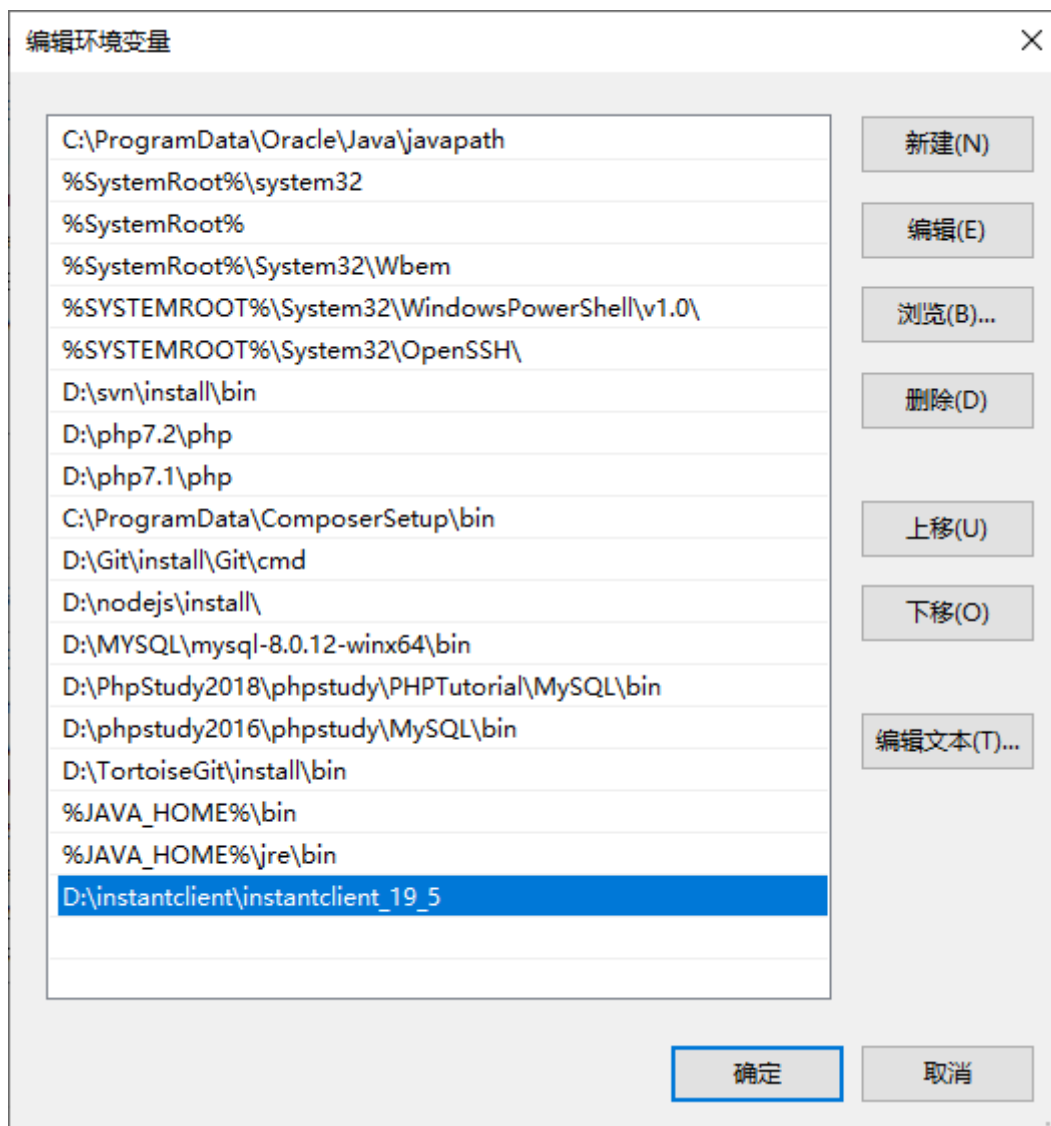 编辑环境变量
C:\ProgramData\Oracle\Java\javapath
%SystemRoot%\system32
%SystemRoot%
%SystemRoot%\System32\Wbem
%SYSTEMROOT%\System32\WindowsPowerShell\v1.0\
%SYSTEMROOT%\System32\OpenSSH\
D:\svn\install\bin
D:\php7.2\php
D:\php7.1\php
C:\ProgramData\ComposerSetup\bin
D:\Git\install\Git\cmd
D:\nodejs\install\
D:\MYSQL\mysql-8.0.12-winx64\bin
D:\PhpStudy2018\phpstudy\PHPTutorial\MySQL\bin
D:\phpstudy2016\phpstudy\MySQL\bin
D:\TortoiseGit\install\bin
%JAVA_HOME%\bin
%JAVA_HOME%\jre\bin
D:\instantclient\instantclient_19_5
新建(N)
编辑(E)
浏览(B)...
删除(D)
上移(U)
下移(O)
编辑文本(T)...
确定
取消